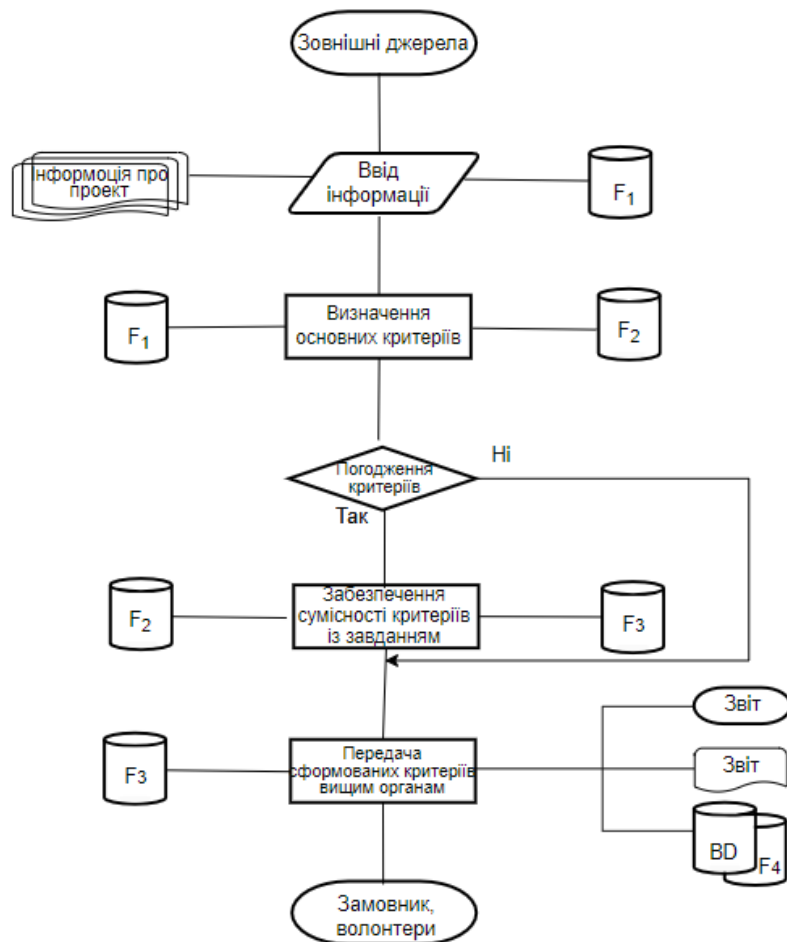 Зовнішні джерела
Інформоція про
проект
Ввід
інформації
F1
F1
Визначення
основних критеріїв
F2
Ні
Погодження
критеріїв
Так
F2
Забезпечення
сумісності критеріїв
із завданням
F3
Звіт
F3
Передача
сформованих критеріїв
вищим органам
Звіт
BD
F4
Замовник,
волонтери